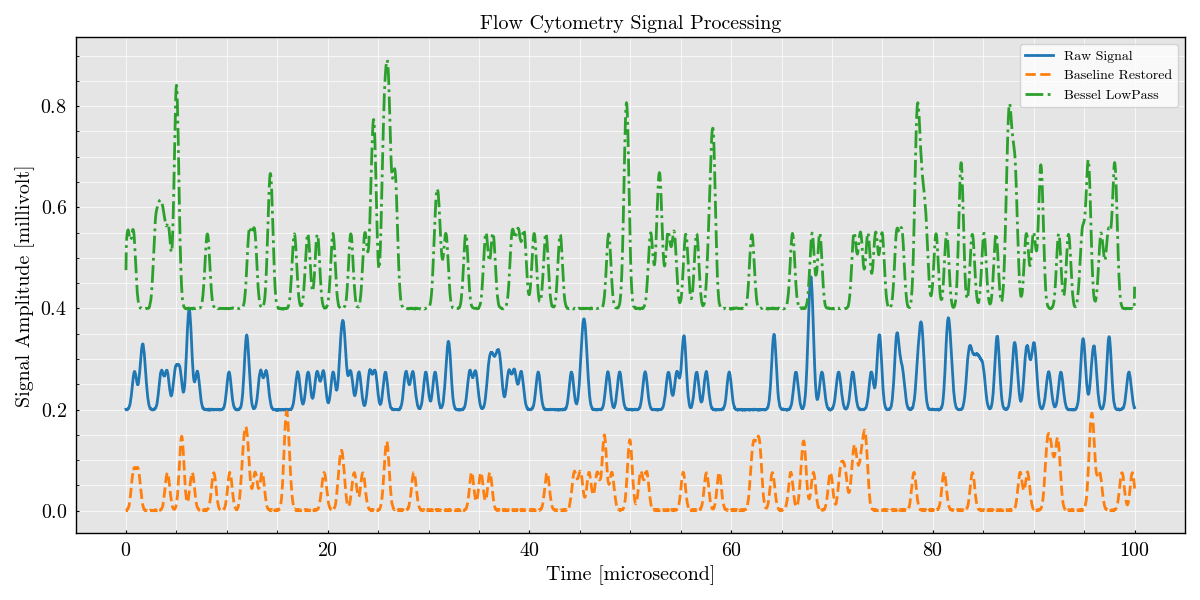 Flow Cytometry Signal Processing
Raw Signal
Baseline Restored
Bessel LowPass
Signal Amplitude [millivolt]
0.8
0.6
0.4
0.2
0.0
0 20 40 60 80 100
Time [microsecond]